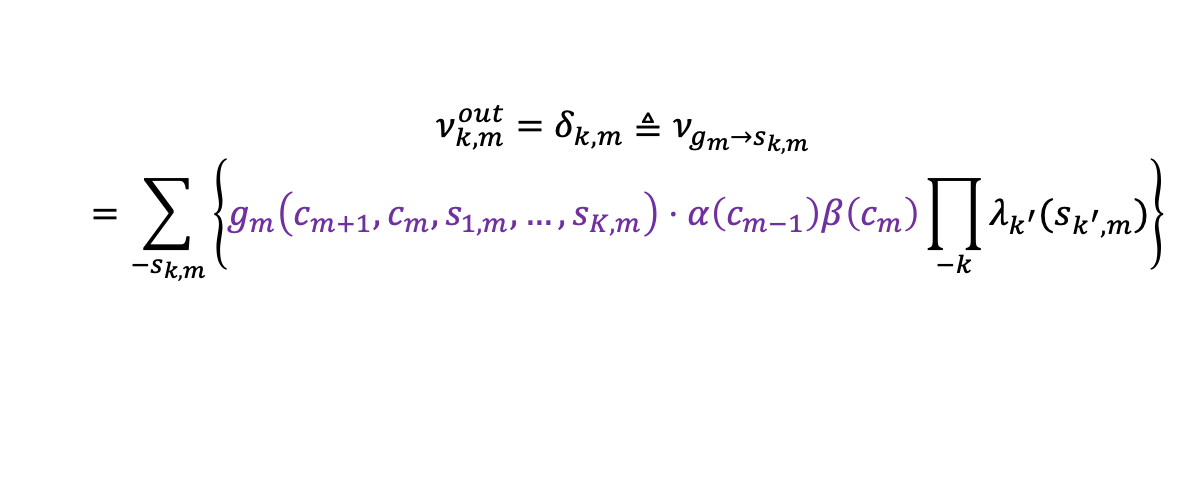 ν_{k,m}^{out} = δ_{k,m} ≜ ν_{g_m→s_{k,m}}
= ∑_{−s_{k,m}} {g_m(c_{m+1}, c_m, s_{1,m}, …, s_{K,m}) · α(c_{m−1})β(c_m) ∏_{−k} λ_{k′}(s_{k′,m})}